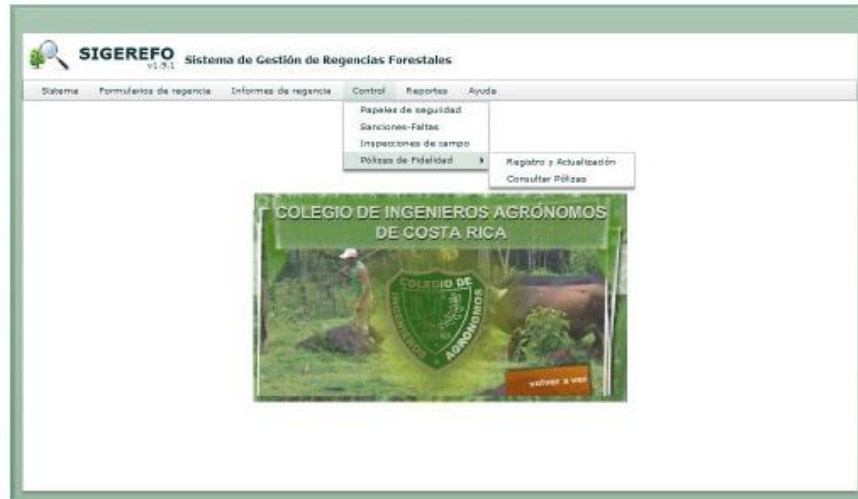 SIGEREFO Sistema de Gestión de Regencias Forestales
v1.9.1
Sistema Formularios de regencia Informes de regencia Control Reportes Ayuda
Papeles de seguridad
Sanciones-Faltas
Inspecciones de campo
Pólizas de Fidelidad
Registro y Actualización
Consultar Pólizas
COLEGIO DE INGENIEROS AGRÓNOMOS
DE COSTA RICA
COLEGIO DE
INGENIEROS
AGRONOMOS
volver a ver